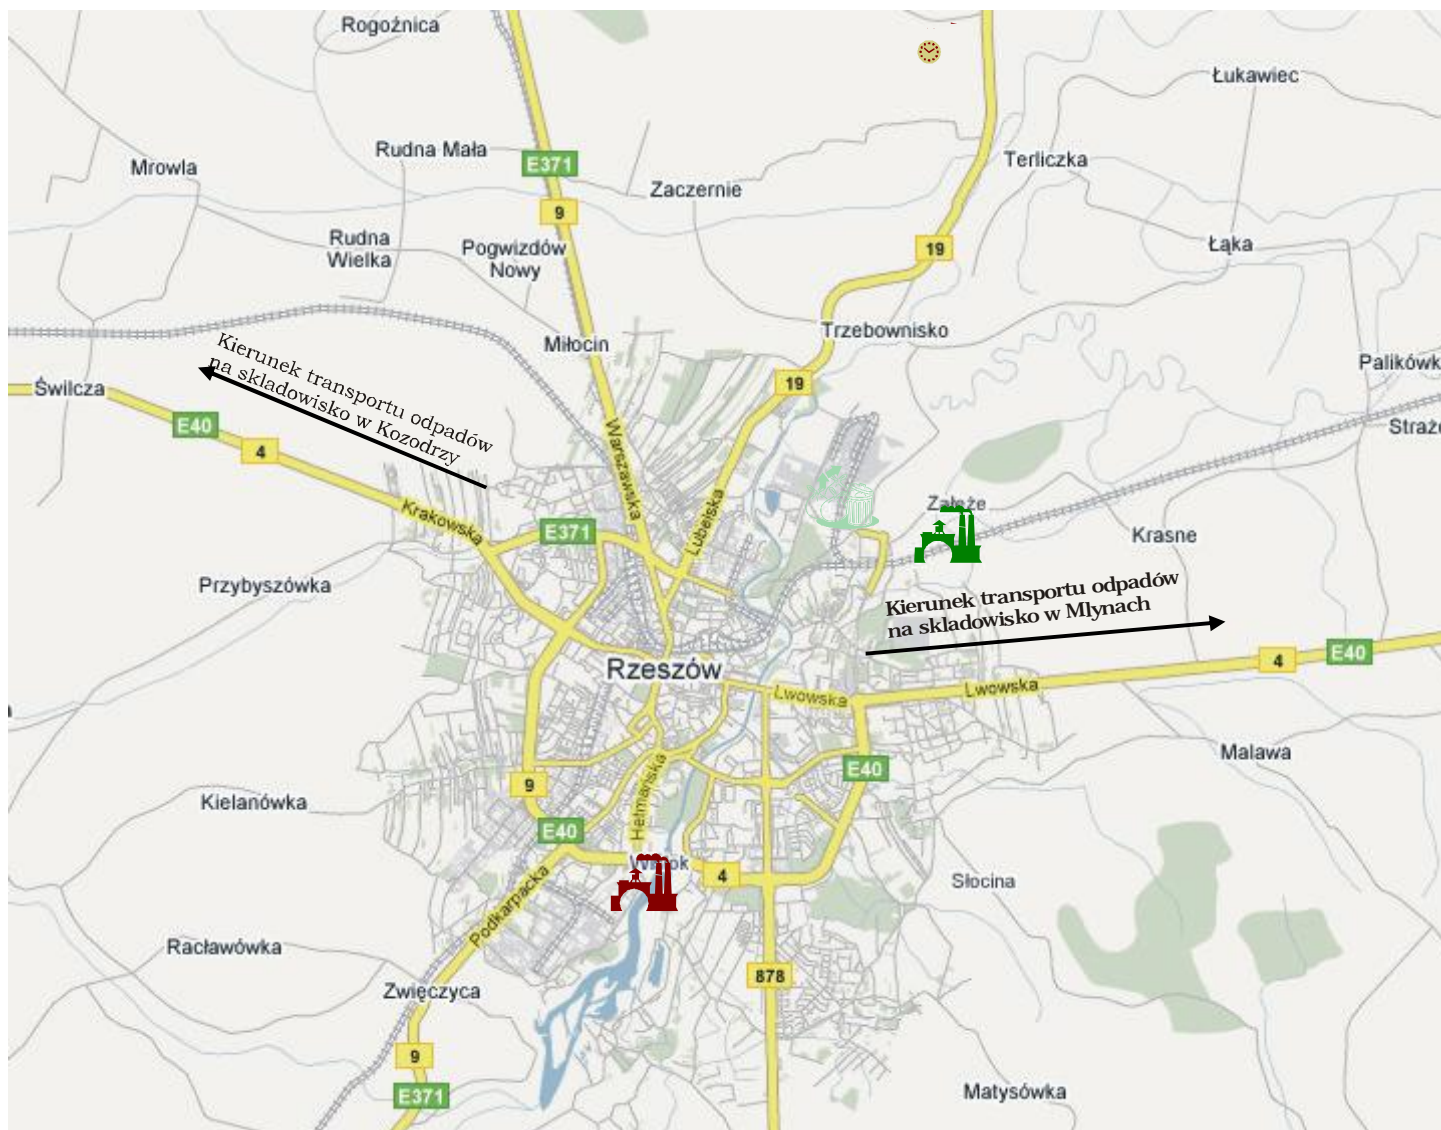 Rogoźnica
Łukawiec
Rudna Mała
E371
Mrowla
Terliczka
Zaczernie
9
Rudna
Wielka
Pogwizdów
Nowy
19
Łąka
Trzebownisko
Miłocin
Kierunek transportu odpadów
na skladowisko w Kozodrzy
Palikówk
Świlcza
19
E40
4
Straże
Warszawska
Krakowska
Lubelska
Załęże
E371
Krasne
Przybyszówka
Kierunek transportu odpadów
na skladowisko w Mlynach
Rzeszów
4
E40
Lwowska
Lwowska
Malawa
E40
9
Hetmańska
Kielanówka
E40
4
Słocina
Podkarpacka
Racławówka
878
Zwięczyca
9
E371
Matysówka